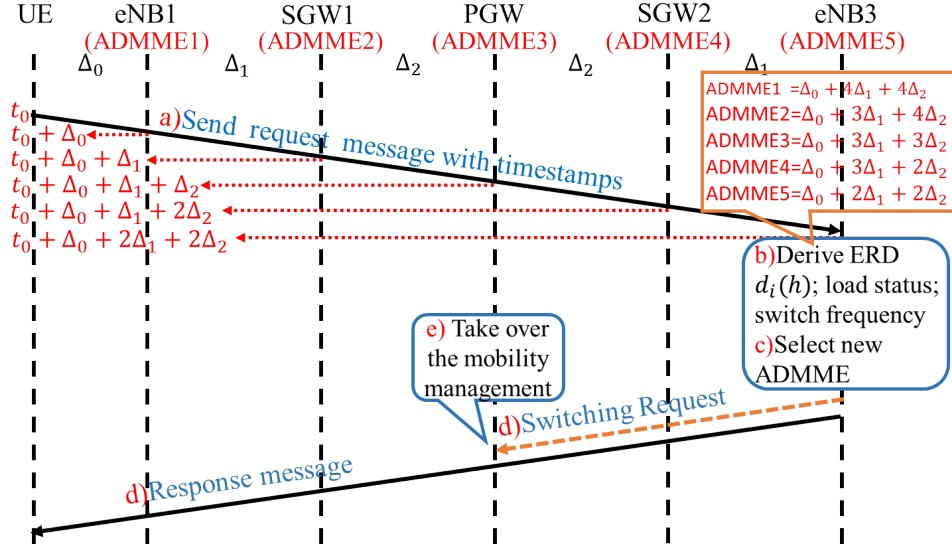 UE eNB1 SGW1 PGW SGW2 eNB3
(ADMME1) (ADMME2) (ADMME3) (ADMME4) (ADMME5)
Δ₀ Δ₁ Δ₂ Δ₂ Δ₁
ADMME1 =Δ₀ + 4Δ₁ + 4Δ₂
ADMME2=Δ₀ + 3Δ₁ + 4Δ₂
ADMME3=Δ₀ + 3Δ₁ + 3Δ₂
ADMME4=Δ₀ + 3Δ₁ + 2Δ₂
ADMME5=Δ₀ + 2Δ₁ + 2Δ₂
t₀
a)Send request message with timestamps
t₀ + Δ₀
t₀ + Δ₀ + Δ₁
t₀ + Δ₀ + Δ₁ + Δ₂
t₀ + Δ₀ + Δ₁ + 2Δ₂
t₀ + Δ₀ + 2Δ₁ + 2Δ₂
b)Derive ERD
dᵢ(h); load status;
switch frequency
c)Select new
ADMME
e) Take over
the mobility
management
d)Switching Request
d)Response message